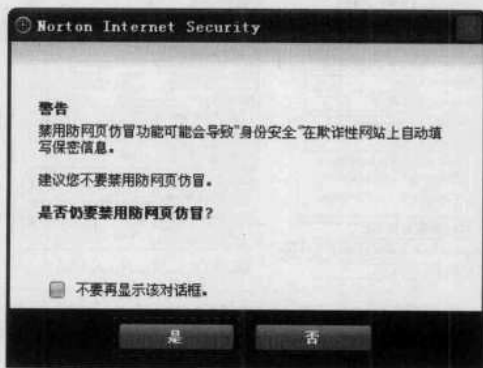 Norton Internet Security
警告
禁用防网页仿冒功能可能会导致"身份安全"在欺诈性网站上自动填
写保密信息。
建议您不要禁用防网页仿冒。
是否仍要禁用防网页仿冒？
不要再显示该对话框。
是
否